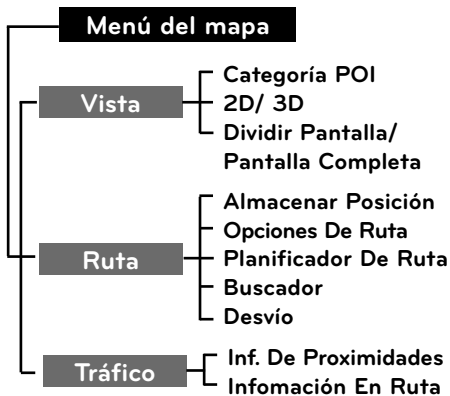 Menú del mapa
Vista
Categoría POI
2D/ 3D
Dividir Pantalla/
Pantalla Completa
Ruta
Almacenar Posición
Opciones De Ruta
Planificador De Ruta
Buscador
Desvío
Tráfico
Inf. De Proximidades
Infomación En Ruta